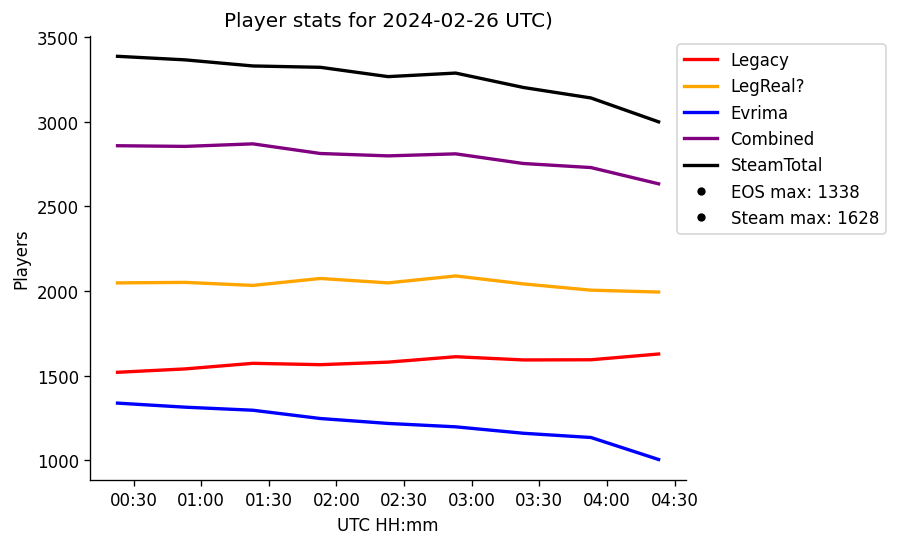 Player stats for 2024-02-26 UTC)
3500
3000
2500
2000
1500
1000
Players
00:30 01:00 01:30 02:00 02:30 03:00 03:30 04:00 04:30
UTC HH:mm
Legacy
LegReal?
Evrima
Combined
SteamTotal
EOS max: 1338
Steam max: 1628